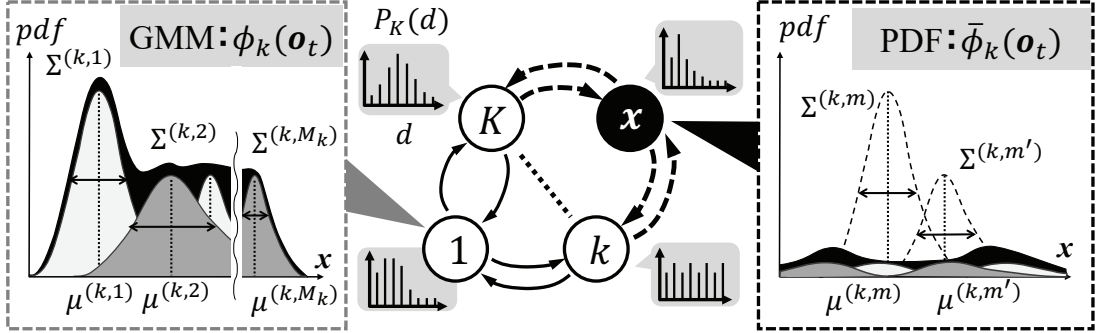 pdf
GMM: ϕ_k(𝒐_t)
Σ^(k,1)
Σ^(k,2)
Σ^(k,M_k)
x
μ^(k,1)
μ^(k,2)
μ^(k,M_k)
P_K(d)
d
K
x
1
k
pdf
PDF: ϕ̄_k(𝒐_t)
Σ^(k,m)
Σ^(k,m′)
x
μ^(k,m)
μ^(k,m′)